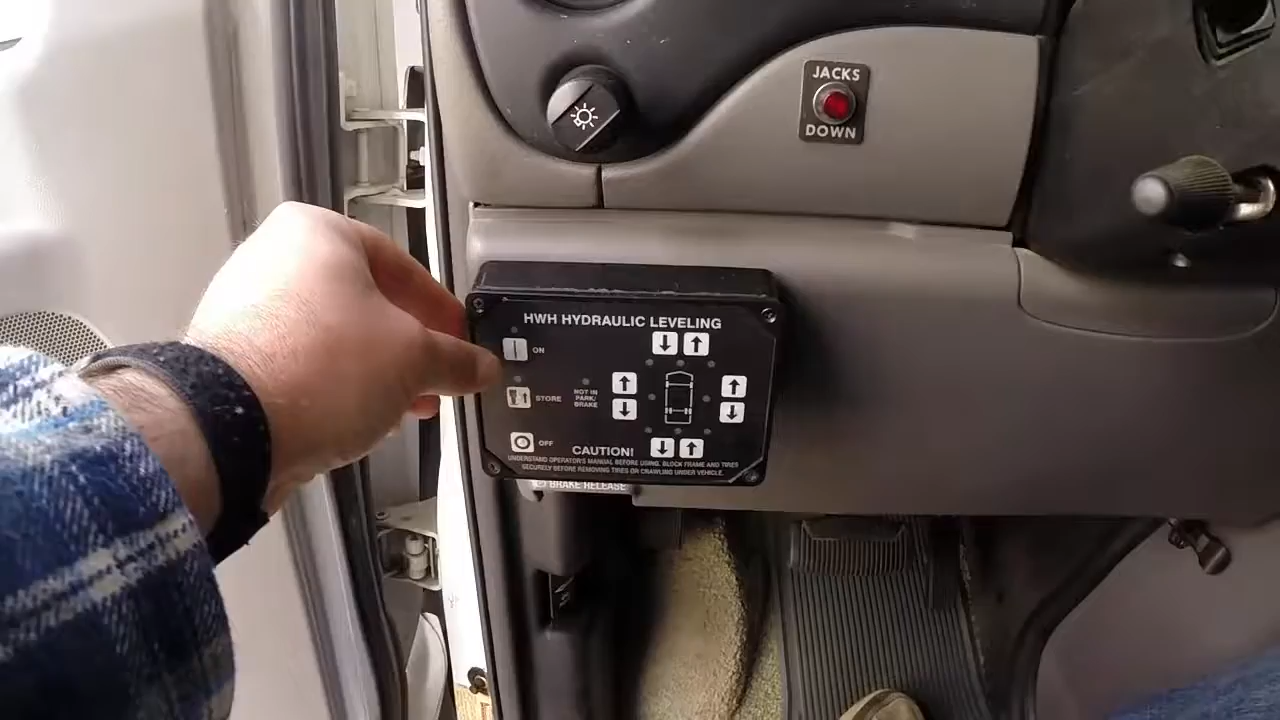 JACKS
DOWN
HWH HYDRAULIC LEVELING
ON
STORE
NOT IN
PARK/
BRAKE
OFF
CAUTION!
UNDERSTAND OPERATOR'S MANUAL BEFORE USING. BLOCK FRAME AND TIRES
SECURELY BEFORE REMOVING TIRES OR CRAWLING UNDER VEHICLE.
BRAKE RELEASE